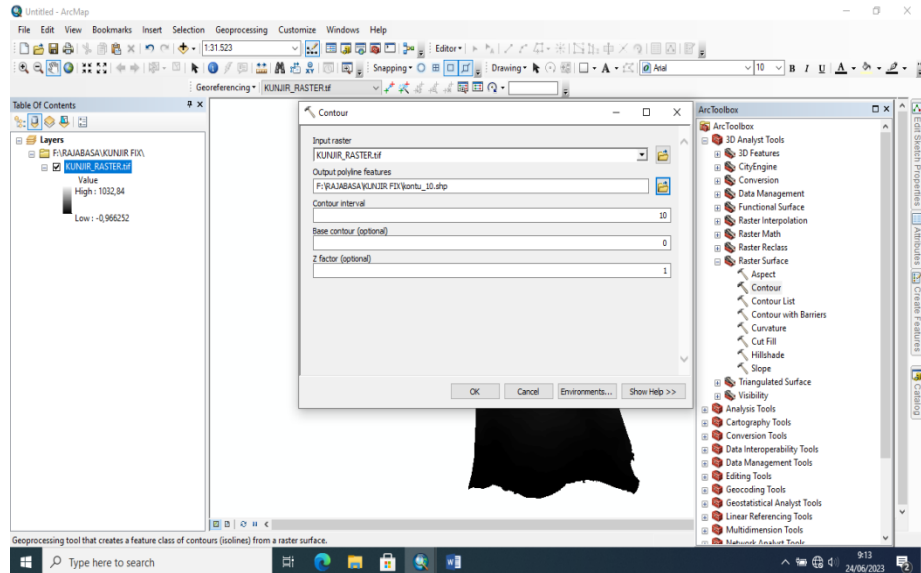 Untitled - ArcMap
File Edit View Bookmarks Insert Selection Geoprocessing Customize Windows Help
1:31.523
Editor
Snapping
Drawing
Arial
10
B I U A
Georeferencing
KUNJIR_RASTER.tif
Table Of Contents
Layers
F:\RAJABASA\KUNJIR FIX\
KUNJIR_RASTER.tif
Value
High : 1032,84
Low : -0,966252
Contour
Input raster
KUNJIR_RASTER.tif
Output polyline features
F:\RAJABASA\KUNJIR FIX\kontu_10.shp
Contour interval
10
Base contour (optional)
0
Z factor (optional)
1
OK Cancel Environments... Show Help >>
ArcToolbox
ArcToolbox
3D Analyst Tools
3D Features
CityEngine
Conversion
Data Management
Functional Surface
Raster Interpolation
Raster Math
Raster Reclass
Raster Surface
Aspect
Contour
Contour List
Contour with Barriers
Curvature
Cut Fill
Hillshade
Slope
Triangulated Surface
Visibility
Analysis Tools
Cartography Tools
Conversion Tools
Data Interoperability Tools
Data Management Tools
Editing Tools
Geocoding Tools
Geostatistical Analyst Tools
Linear Referencing Tools
Multidimension Tools
Network Analyst Tools
Edit Sketch Properties
Attributes
Create Features
Catalog
Geoprocessing tool that creates a feature class of contours (isolines) from a raster surface.
Type here to search
9:13
24/06/2023